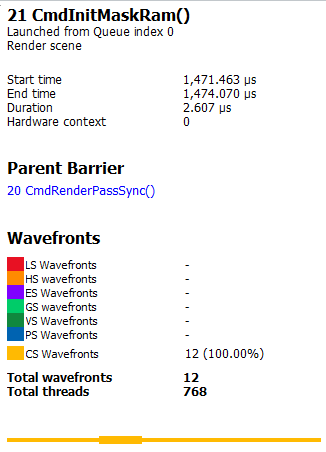 21 CmdInitMaskRam()
Launched from Queue index 0
Render scene
Start time 1,471.463 µs
End time 1,474.070 µs
Duration 2.607 µs
Hardware context 0
Parent Barrier
20 CmdRenderPassSync()
Wavefronts
LS Wavefronts -
HS Wavefronts -
ES Wavefronts -
GS Wavefronts -
VS Wavefronts -
PS Wavefronts -
CS Wavefronts 12 (100.00%)
Total wavefronts 12
Total threads 768